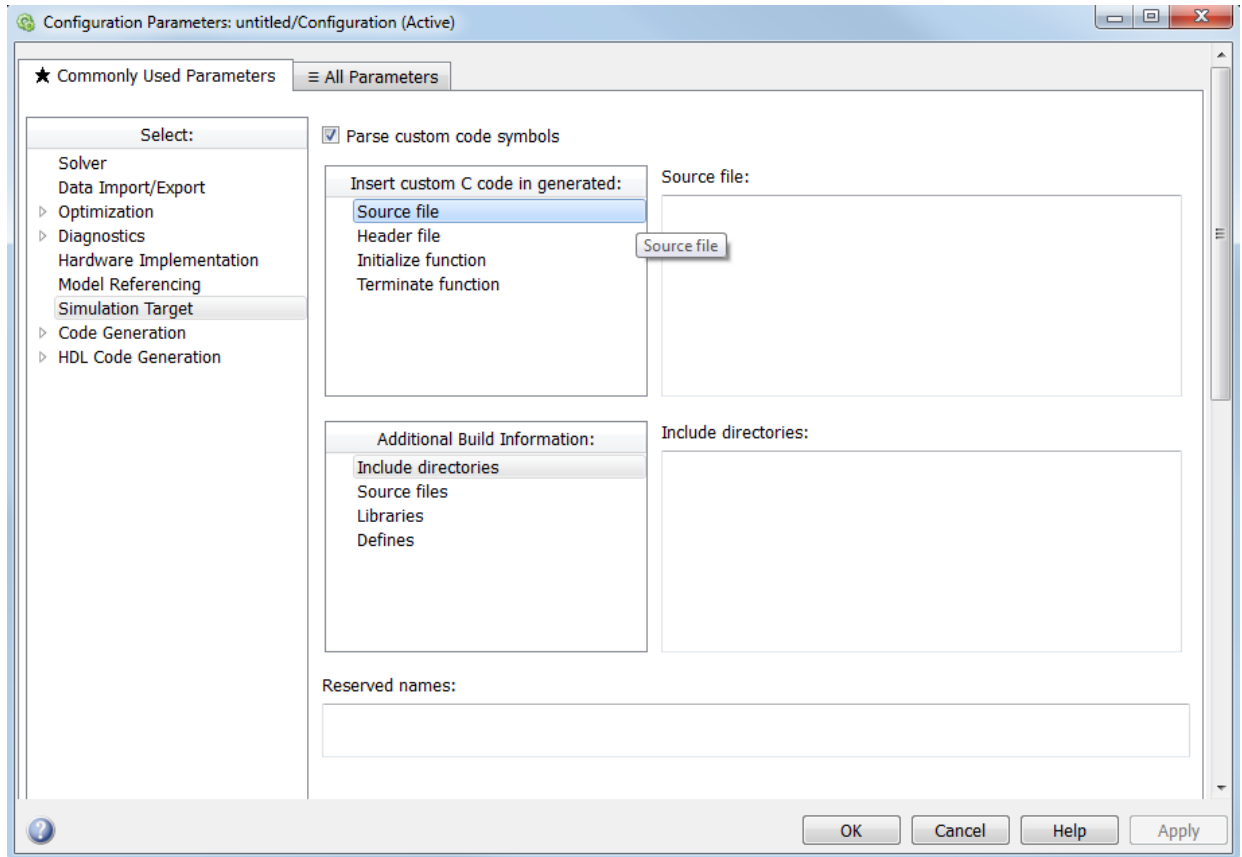 Configuration Parameters: untitled/Configuration (Active)
★ Commonly Used Parameters
≡ All Parameters
Select:
Solver
Data Import/Export
Optimization
Diagnostics
Hardware Implementation
Model Referencing
Simulation Target
Code Generation
HDL Code Generation
Parse custom code symbols
Insert custom C code in generated:
Source file
Header file
Initialize function
Terminate function
Source file:
Source file
Additional Build Information:
Include directories
Source files
Libraries
Defines
Include directories:
Reserved names:
OK
Cancel
Help
Apply